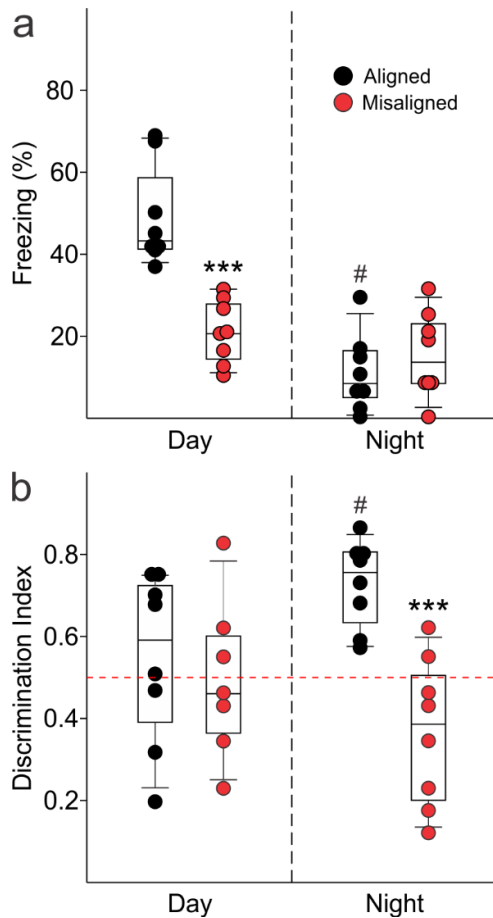 a
Aligned
Misaligned
Freezing (%)
80
60
40
20
***
#
Day Night
b
Discrimination Index
0.8
0.6
0.4
0.2
#
***
Day Night